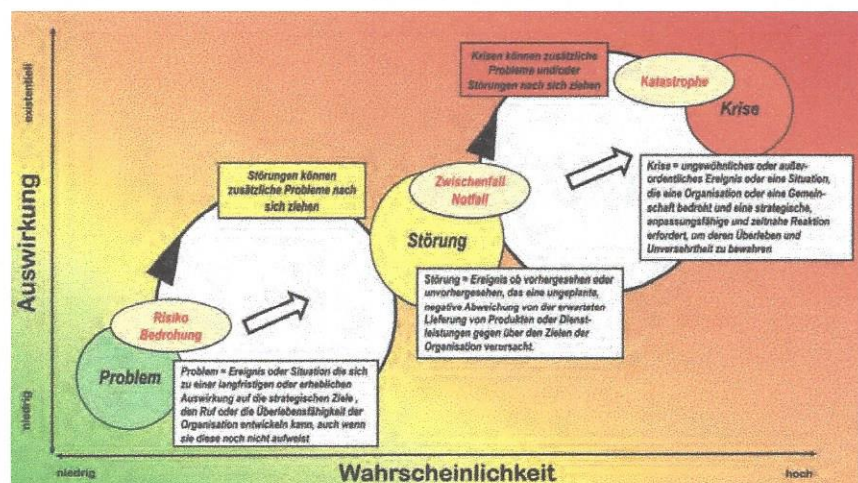 Krisen können zusätzliche
Probleme und/oder
Störungen nach sich ziehen
Katastrophe
Krise
existentiell
Krise = ungewöhnliches oder außer-
ordentliches Ereignis oder eine Situation,
die eine Organisation oder eine Gemein-
schaft bedroht und eine strategische,
anpassungsfähige und zeitnahe Reaktion
erfordert, um deren Überleben und
Unversehrtheit zu bewahren
Störungen können
zusätzliche Probleme nach
sich ziehen
Zwischenfall
Notfall
Störung
Auswirkung
Störung = Ereignis ob vorhergesehen oder
unvorhergesehen, das eine ungeplante,
negative Abweichung von der erwarteten
Lieferung von Produkten oder Dienst-
leistungen gegen über den Zielen der
Organisation verursacht.
Risiko
Bedrohung
Problem
Problem = Ereignis oder Situation die sich
zu einer langfristigen oder erheblichen
Auswirkung auf die strategischen Ziele ,
den Ruf oder die Überlebensfähigkeit der
Organisation entwickeln kann, auch wenn
sie diese noch nicht aufweist
niedrig
niedrig
Wahrscheinlichkeit
hoch